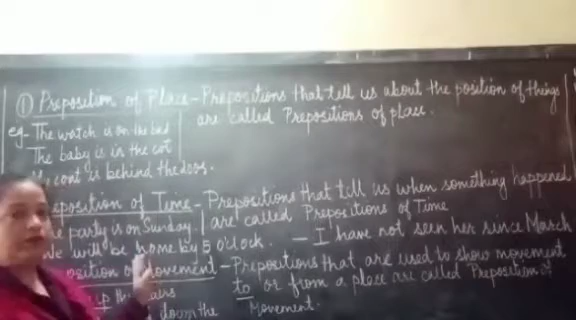 ① Preposition of Place - Prepositions that tell us about the position of things
are called Prepositions of place.
eg. The watch is on the bed
The baby is in the cot
My coat is behind the door.
eposition of Time - Prepositions that tell us when something happened
are called Prepositions of Time
e party is on Sunday.
We will be home by 5 o'clock. - I have not seen her since March
osition of Movement - Prepositions that are used to show movement
to or from a place are called Preposition of
Movement.
up the
down the